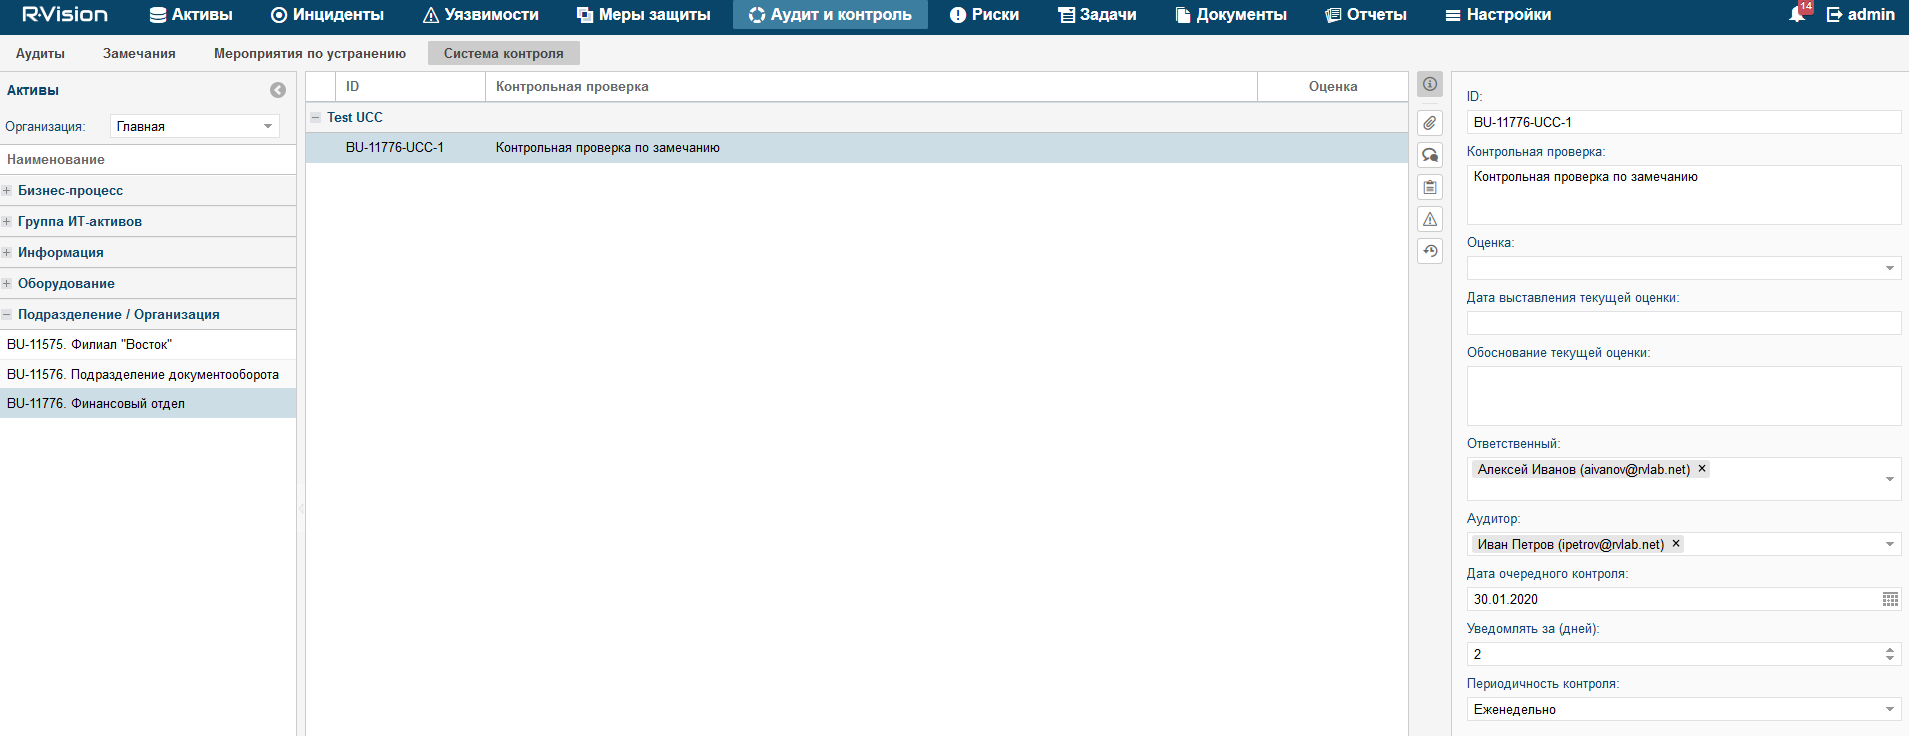 R·Vision Активы Инциденты Уязвимости Меры защиты Аудит и контроль Риски Задачи Документы Отчеты Настройки 14 admin
Аудиты Замечания Мероприятия по устранению Система контроля
Активы
Организация: Главная
Наименование
Бизнес-процесс
Группа ИТ-активов
Информация
Оборудование
Подразделение / Организация
BU-11575. Филиал "Восток"
BU-11576. Подразделение документооборота
BU-11776. Финансовый отдел
ID Контрольная проверка Оценка
Test UCC
BU-11776-UCC-1 Контрольная проверка по замечанию
ID:
BU-11776-UCC-1
Контрольная проверка:
Контрольная проверка по замечанию
Оценка:
Дата выставления текущей оценки:
Обоснование текущей оценки:
Ответственный:
Алексей Иванов (aivanov@rvlab.net) ×
Аудитор:
Иван Петров (ipetrov@rvlab.net) ×
Дата очередного контроля:
30.01.2020
Уведомлять за (дней):
2
Периодичность контроля:
Еженедельно